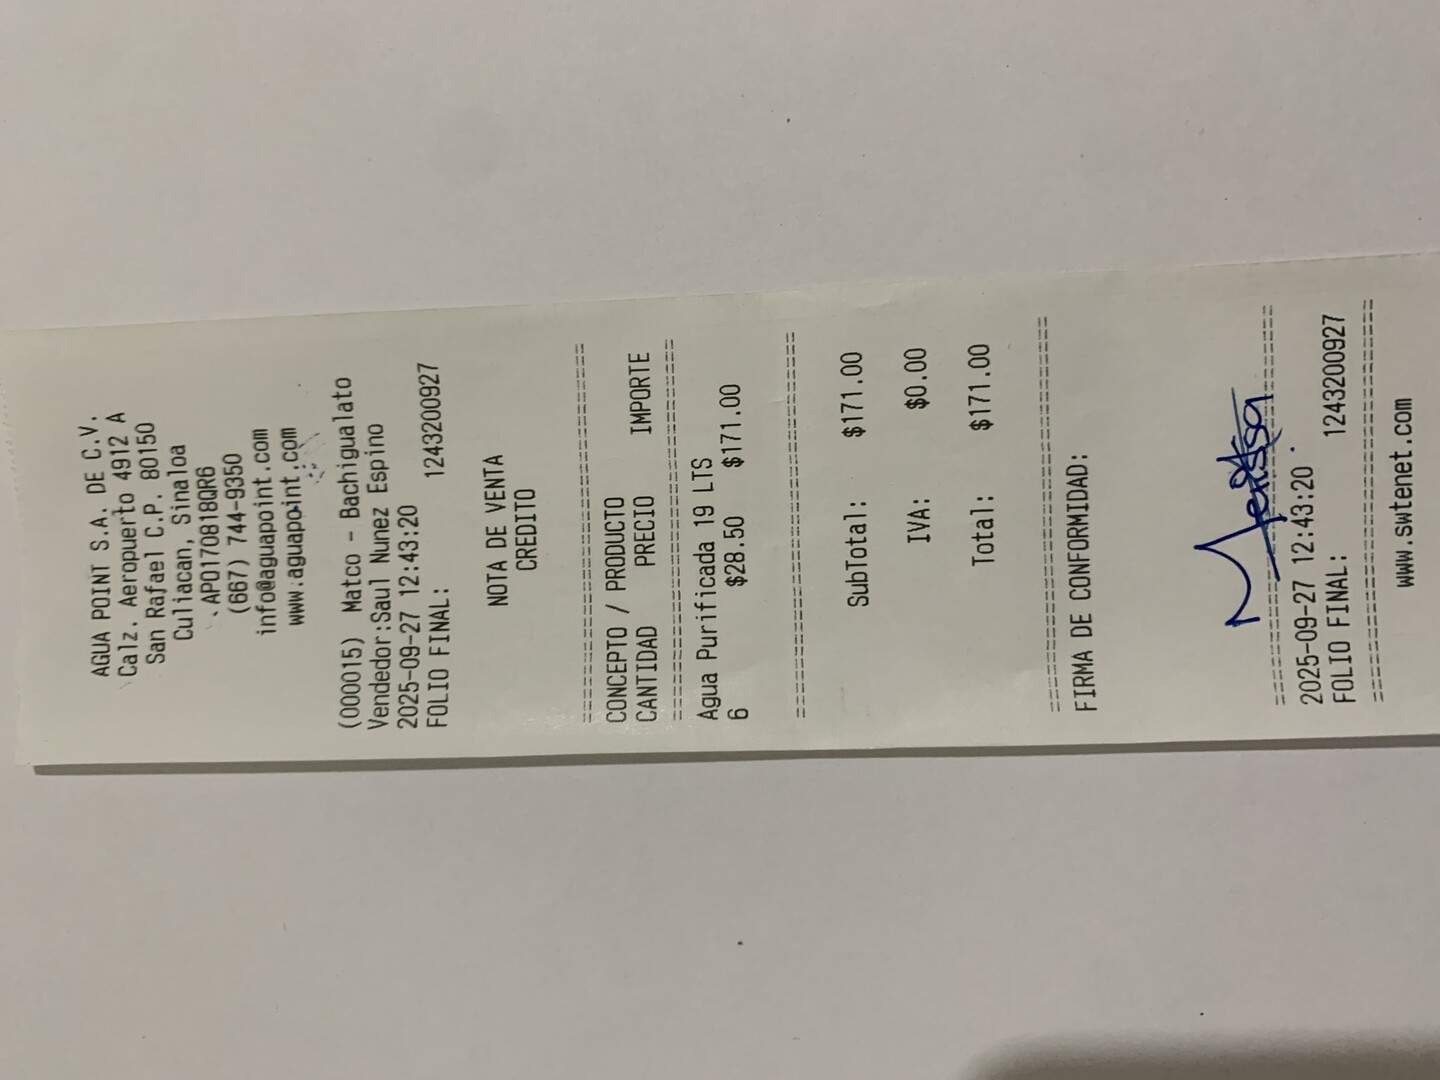 AGUA POINT S.A. DE C.V.
Calz. Aeropuerto 4912 A
San Rafael C.P. 80150
Culiacan, Sinaloa
APO170818QR6
(667) 744-9350
info@aguapoint.com
www.aguapoint.com
(000015) Matco - Bachigualato
Vendedor:Saul Nunez Espino
2025-09-27 12:43:20
FOLIO FINAL: 1243200927
NOTA DE VENTA
CREDITO
CONCEPTO / PRODUCTO
CANTIDAD PRECIO IMPORTE
Agua Purificada 19 LTS
6 $28.50 $171.00
SubTotal: $171.00
IVA: $0.00
Total: $171.00
FIRMA DE CONFORMIDAD:
2025-09-27 12:43:20
FOLIO FINAL: 1243200927
www.swtenet.com